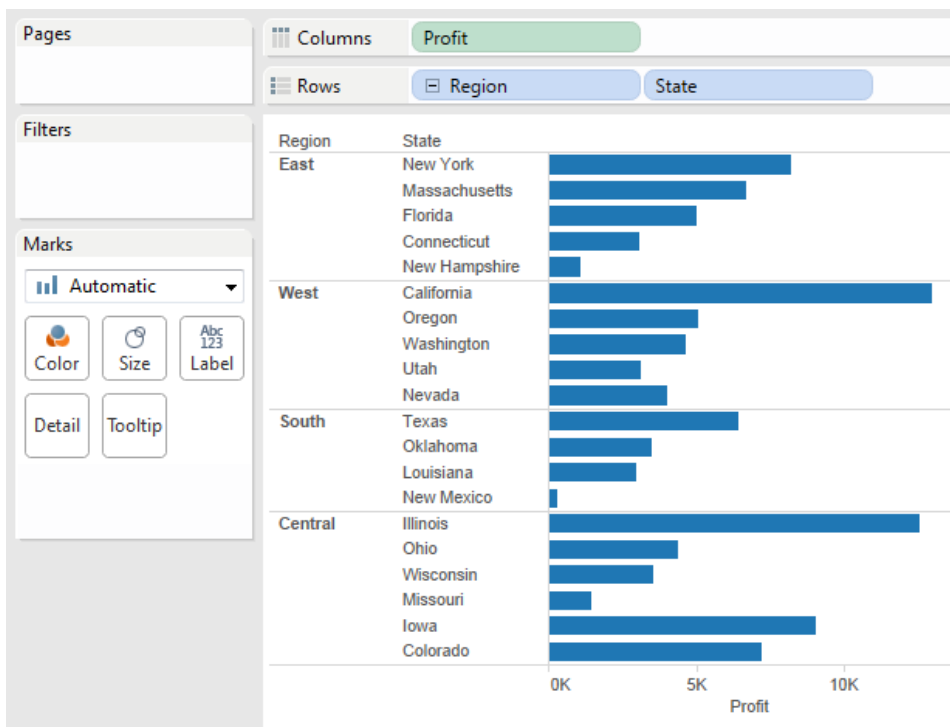 Pages
Columns Profit
Rows Region State
Filters
Marks
Automatic
Color Size Abc 123 Label
Detail Tooltip
Region State
East New York
Massachusetts
Florida
Connecticut
New Hampshire
West California
Oregon
Washington
Utah
Nevada
South Texas
Oklahoma
Louisiana
New Mexico
Central Illinois
Ohio
Wisconsin
Missouri
Iowa
Colorado
0K 5K 10K
Profit